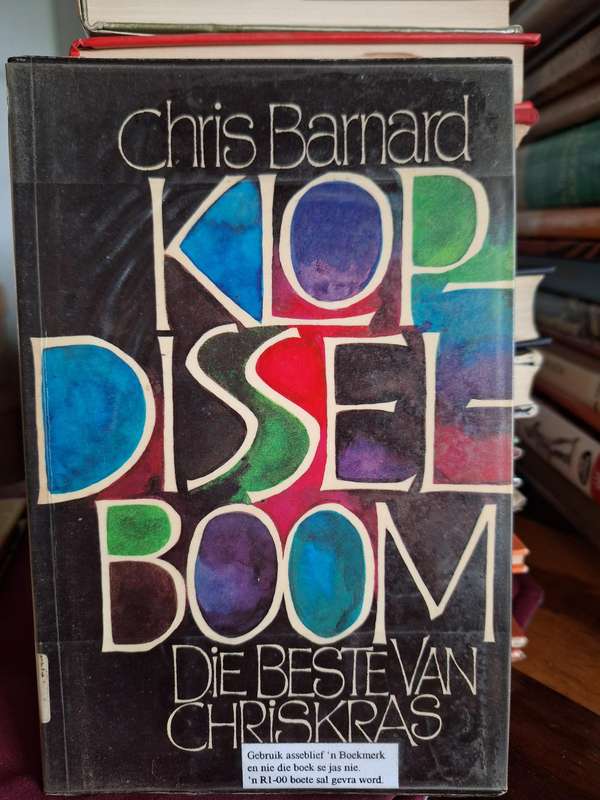 Chris Barnard
KLOP-
DISSEL-
BOOM
DiE BESTE VAN
CHRiSKRAS
Gebruik asseblief 'n Boekmerk
en nie die boek se jas nie.
'n R1-00 boete sal gevra word.